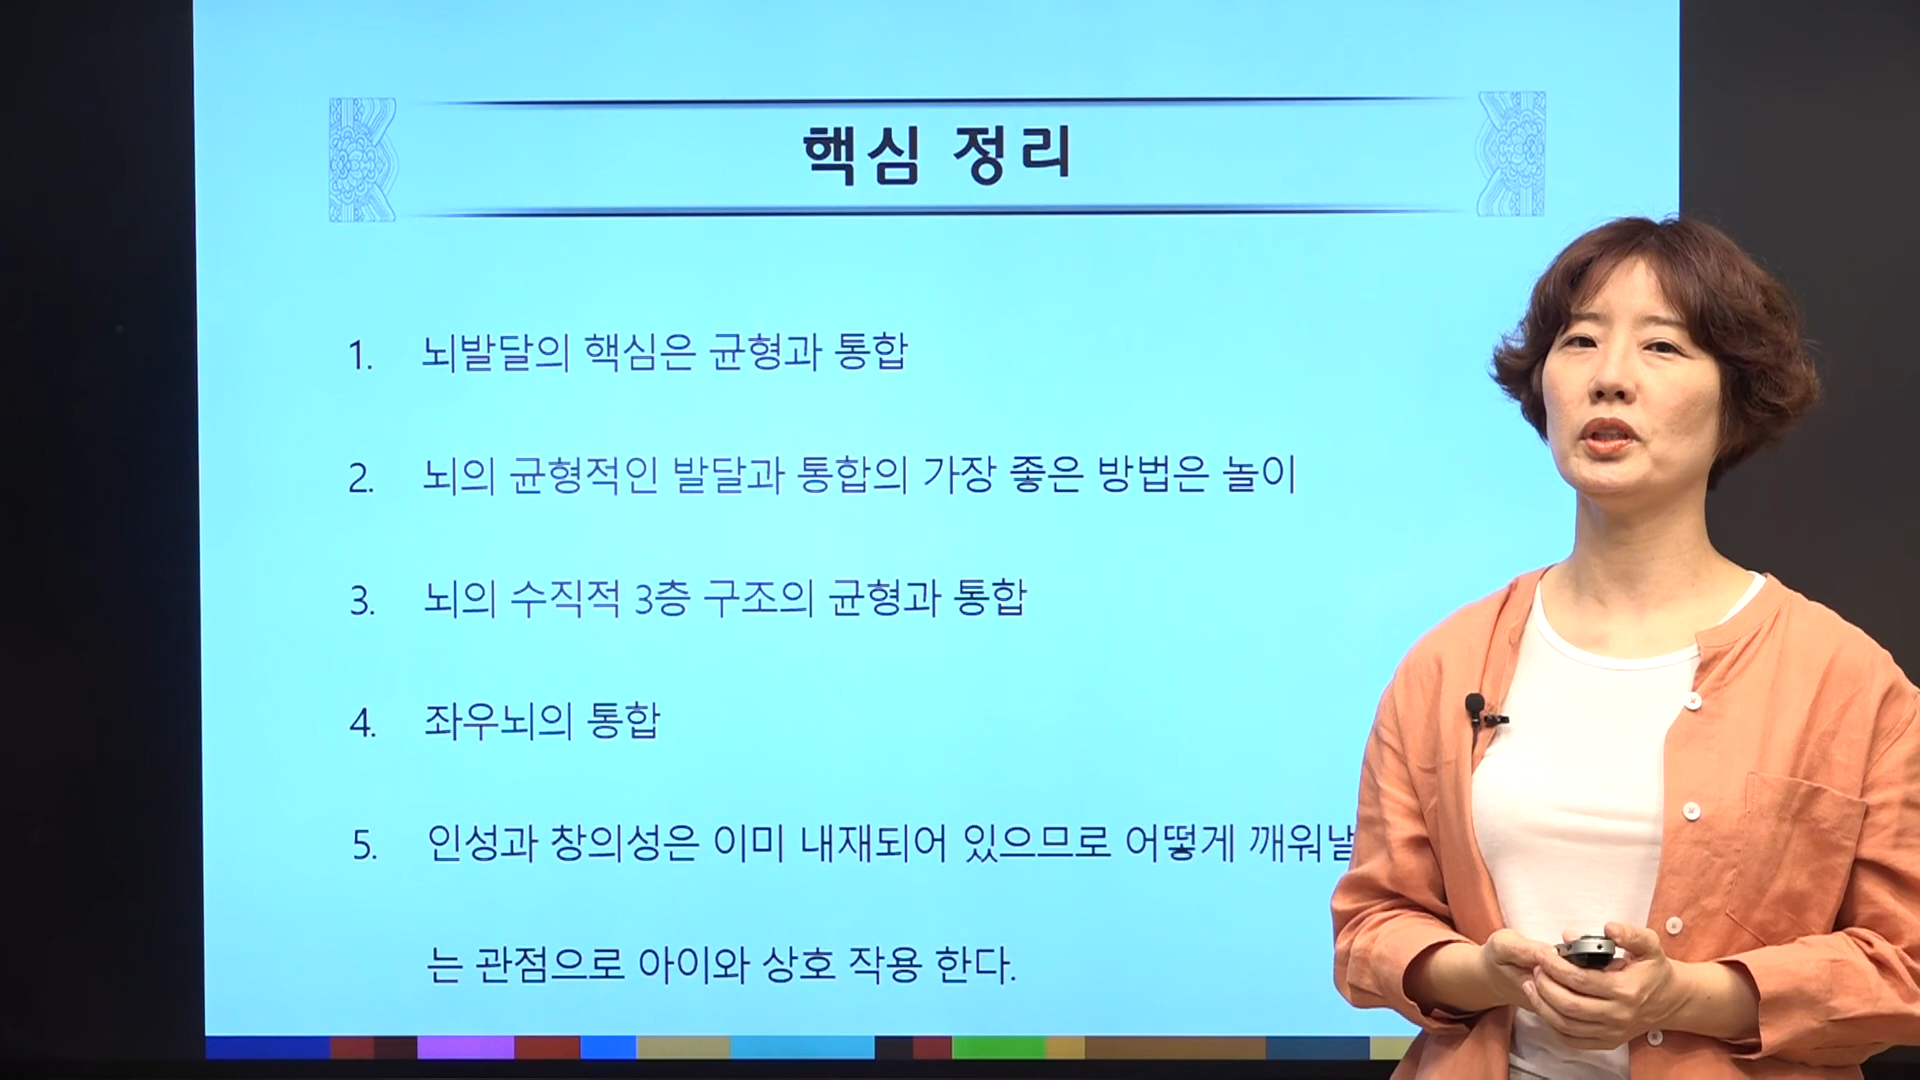 핵심 정리
1. 뇌발달의 핵심은 균형과 통합
2. 뇌의 균형적인 발달과 통합의 가장 좋은 방법은 놀이
3. 뇌의 수직적 3층 구조의 균형과 통합
4. 좌우뇌의 통합
5. 인성과 창의성은 이미 내재되어 있으므로 어떻게
는 관점으로 아이와 상호 작용 한다.